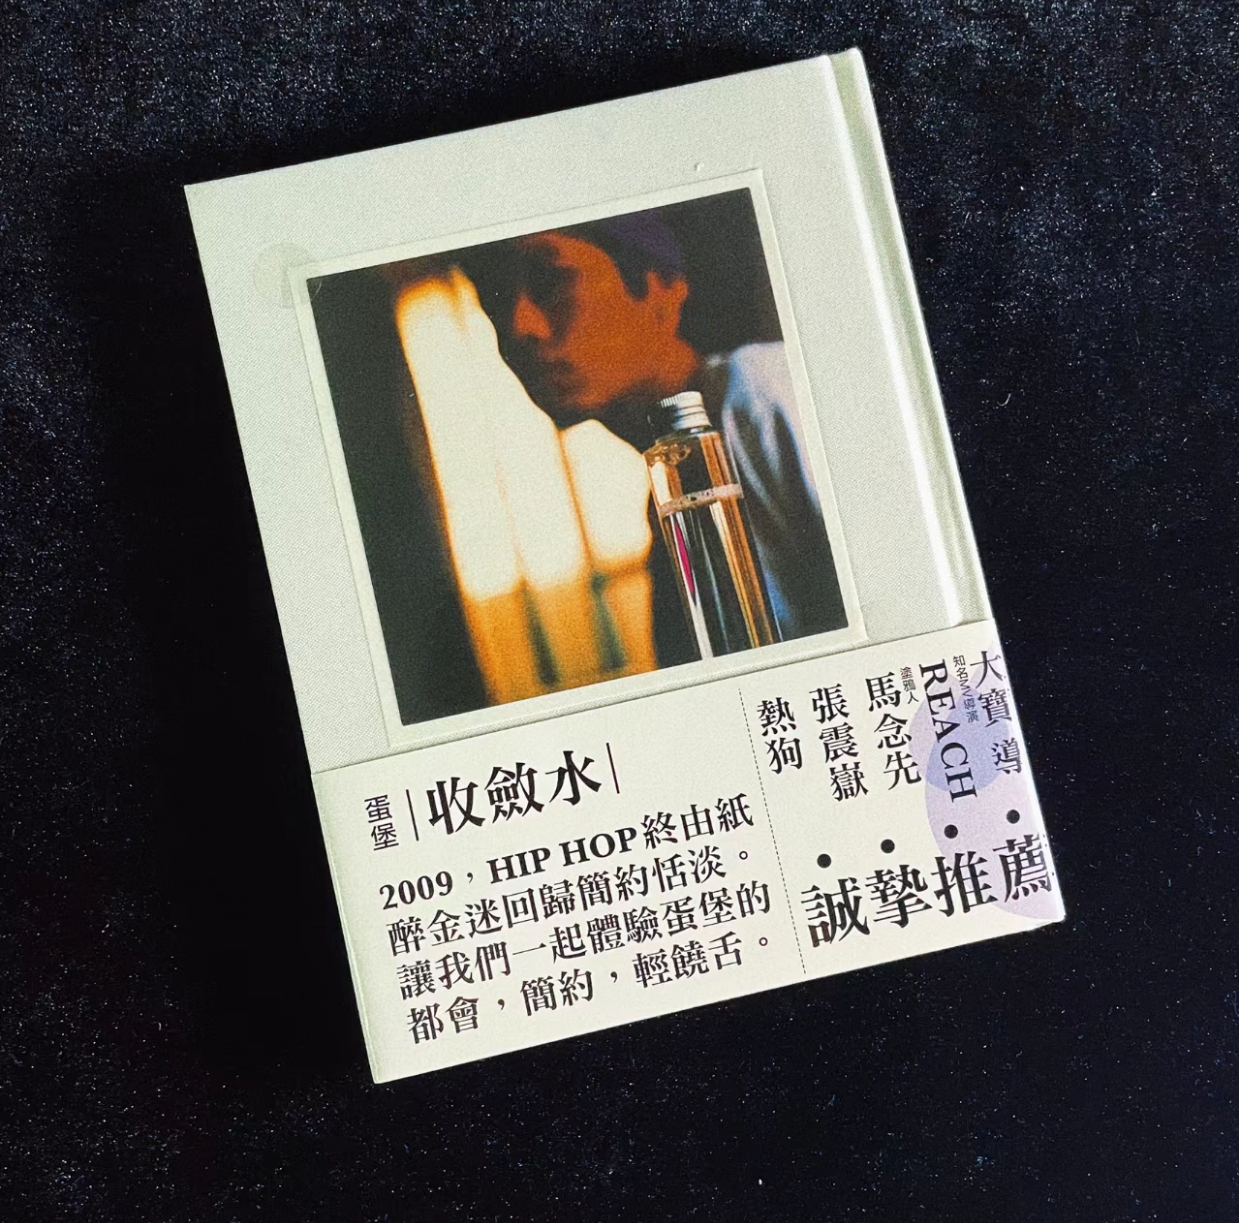 蛋堡
|收斂水|
2009，HIP HOP終由紙
醉金迷回歸簡約恬淡。
讓我們一起體驗蛋堡的
都會，簡約，輕饒舌。
大寶 導
知名MV導演
REACH
塗鴉人
馬念先
張震嶽
熱狗
誠摯推薦